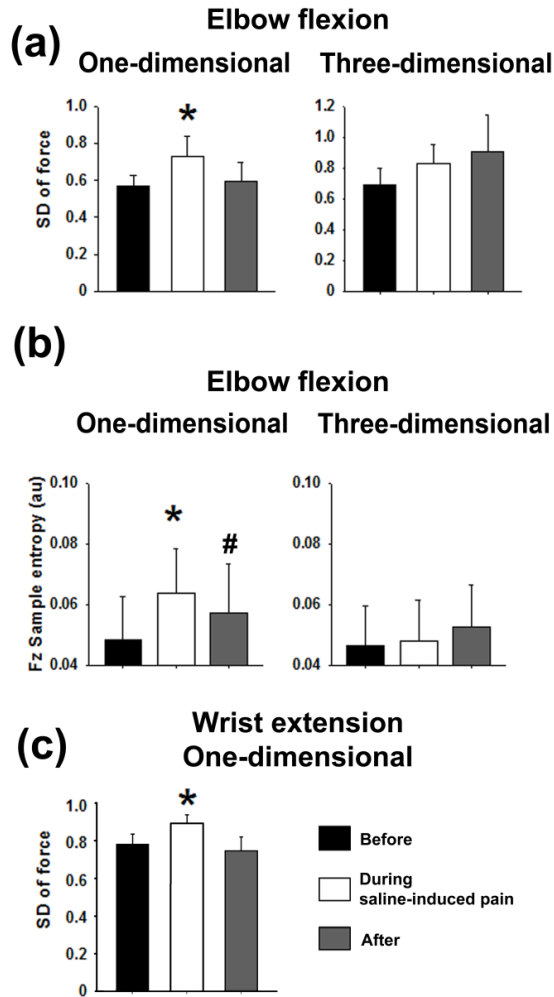 (a)
Elbow flexion
One-dimensional Three-dimensional
SD of force
1.0
0.8
0.6
0.4
0.2
0
*
1.2
1.0
0.8
0.6
0.4
0.2
0
(b)
Elbow flexion
One-dimensional Three-dimensional
Fz Sample entropy (au)
0.10
0.08
0.06
0.04
*
#
0.10
0.08
0.06
0.04
(c)
Wrist extension
One-dimensional
SD of force
1.0
0.8
0.6
0.4
0.2
0
*
Before
During
saline-induced pain
After